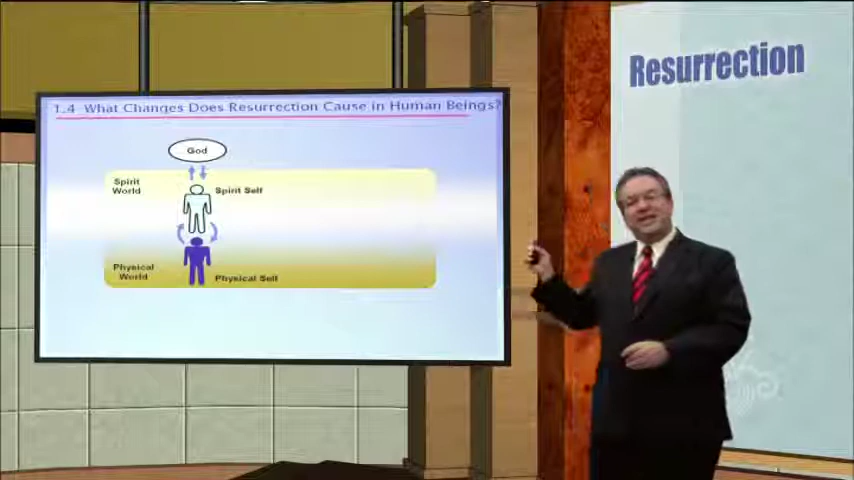 Resurrection
1.4 What Changes Does Resurrection Cause in Human Beings?
God
Spirit
World
Spirit Self
Physical
World
Physical Self